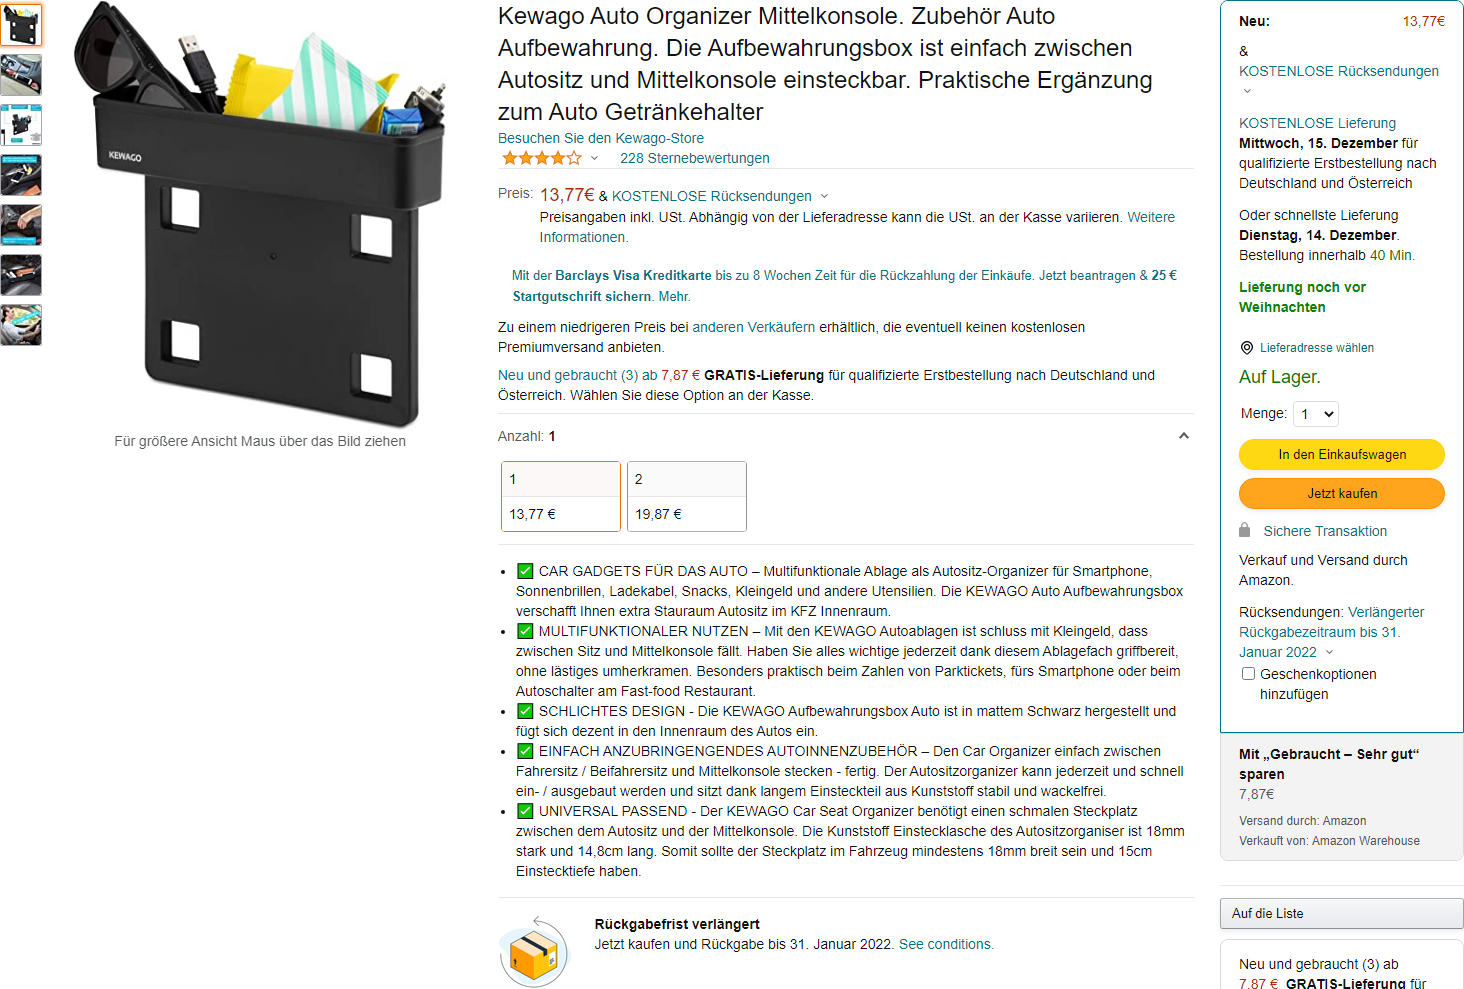 KEWAGO
Für größere Ansicht Maus über das Bild ziehen
Kewago Auto Organizer Mittelkonsole. Zubehör Auto
Aufbewahrung. Die Aufbewahrungsbox ist einfach zwischen
Autositz und Mittelkonsole einsteckbar. Praktische Ergänzung
zum Auto Getränkehalter
Besuchen Sie den Kewago-Store
228 Sternebewertungen
Preis: 13,77€ & KOSTENLOSE Rücksendungen
Preisangaben inkl. USt. Abhängig von der Lieferadresse kann die USt. an der Kasse variieren. Weitere
Informationen.
Mit der Barclays Visa Kreditkarte bis zu 8 Wochen Zeit für die Rückzahlung der Einkäufe. Jetzt beantragen & 25 €
Startgutschrift sichern. Mehr.
Zu einem niedrigeren Preis bei anderen Verkäufern erhältlich, die eventuell keinen kostenlosen
Premiumversand anbieten.
Neu und gebraucht (3) ab 7,87 € GRATIS-Lieferung für qualifizierte Erstbestellung nach Deutschland und
Österreich. Wählen Sie diese Option an der Kasse.
Anzahl: 1
1
13,77 €
2
19,87 €
• ✅ CAR GADGETS FÜR DAS AUTO – Multifunktionale Ablage als Autositz-Organizer für Smartphone,
Sonnenbrillen, Ladekabel, Snacks, Kleingeld und andere Utensilien. Die KEWAGO Auto Aufbewahrungsbox
verschafft Ihnen extra Stauraum Autositz im KFZ Innenraum.
• ✅ MULTIFUNKTIONALER NUTZEN – Mit den KEWAGO Autoablagen ist schluss mit Kleingeld, dass
zwischen Sitz und Mittelkonsole fällt. Haben Sie alles wichtige jederzeit dank diesem Ablagefach griffbereit,
ohne lästiges umherkramen. Besonders praktisch beim Zahlen von Parktickets, fürs Smartphone oder beim
Autoschalter am Fast-food Restaurant.
• ✅ SCHLICHTES DESIGN - Die KEWAGO Aufbewahrungsbox Auto ist in mattem Schwarz hergestellt und
fügt sich dezent in den Innenraum des Autos ein.
• ✅ EINFACH ANZUBRINGENGENDES AUTOINNENZUBEHÖR – Den Car Organizer einfach zwischen
Fahrersitz / Beifahrersitz und Mittelkonsole stecken - fertig. Der Autositzorganizer kann jederzeit und schnell
ein- / ausgebaut werden und sitzt dank langem Einsteckteil aus Kunststoff stabil und wackelfrei.
• ✅ UNIVERSAL PASSEND - Der KEWAGO Car Seat Organizer benötigt einen schmalen Steckplatz
zwischen dem Autositz und der Mittelkonsole. Die Kunststoff Einstecklasche des Autositzorganiser ist 18mm
stark und 14,8cm lang. Somit sollte der Steckplatz im Fahrzeug mindestens 18mm breit sein und 15cm
Einstecktiefe haben.
Rückgabefrist verlängert
Jetzt kaufen und Rückgabe bis 31. Januar 2022. See conditions.
Neu: 13,77€
&
KOSTENLOSE Rücksendungen
KOSTENLOSE Lieferung
Mittwoch, 15. Dezember für
qualifizierte Erstbestellung nach
Deutschland und Österreich
Oder schnellste Lieferung
Dienstag, 14. Dezember.
Bestellung innerhalb 40 Min.
Lieferung noch vor
Weihnachten
Lieferadresse wählen
Auf Lager.
Menge: 1
In den Einkaufswagen
Jetzt kaufen
Sichere Transaktion
Verkauf und Versand durch
Amazon.
Rücksendungen: Verlängerter
Rückgabezeitraum bis 31.
Januar 2022
Geschenkoptionen
hinzufügen
Mit „Gebraucht – Sehr gut“
sparen
7,87€
Versand durch: Amazon
Verkauft von: Amazon Warehouse
Auf die Liste
Neu und gebraucht (3) ab
7,87 € GRATIS-Lieferung für